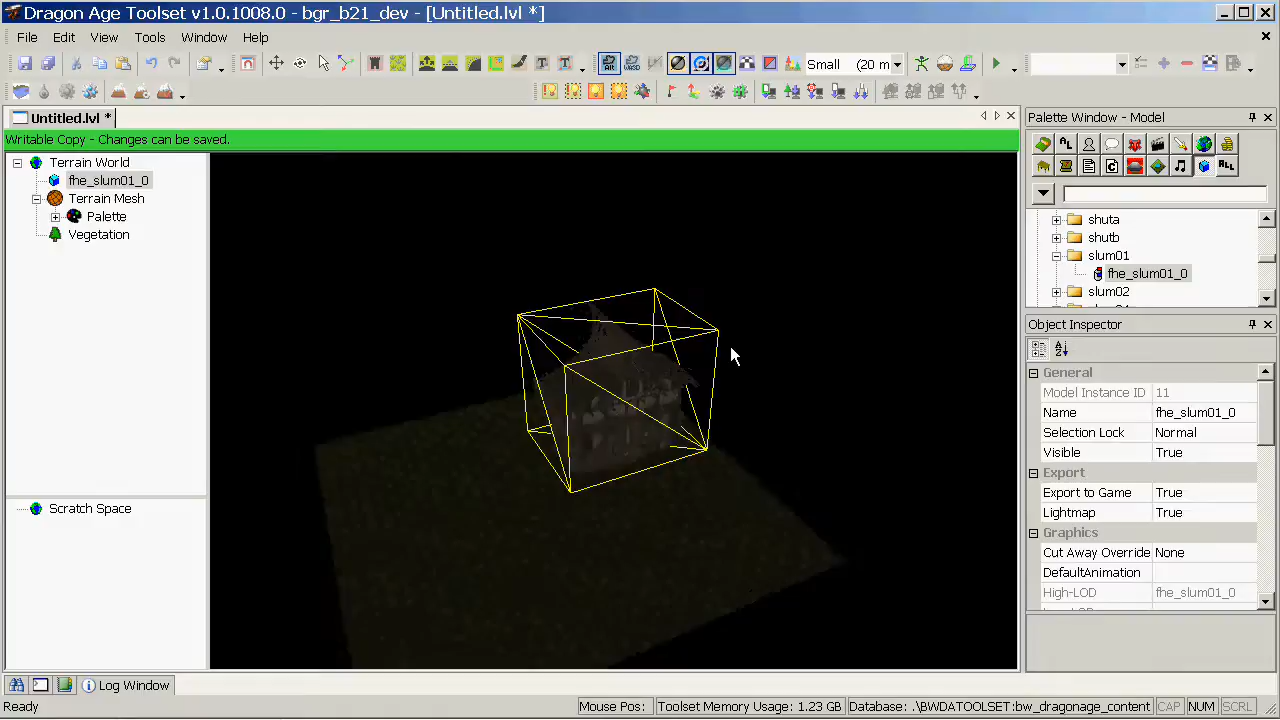 Dragon Age Toolset v1.0.1008.0 - bgr_b21_dev - [Untitled.lvl *]
File Edit View Tools Window Help
Small (20 m
Untitled.lvl *
Writable Copy - Changes can be saved.
Terrain World
fhe_slum01_0
Terrain Mesh
Palette
Vegetation
Scratch Space
Palette Window - Model
shuta
shutb
slum01
fhe_slum01_0
slum02
Object Inspector
General
Model Instance ID 11
Name fhe_slum01_0
Selection Lock Normal
Visible True
Export
Export to Game True
Lightmap True
Graphics
Cut Away Override None
DefaultAnimation
High-LOD fhe_slum01_0
Log Window
Ready
Mouse Pos: Toolset Memory Usage: 1.23 GB Database: .\BWDATOOLSET:bw_dragonage_content CAP NUM SCRL